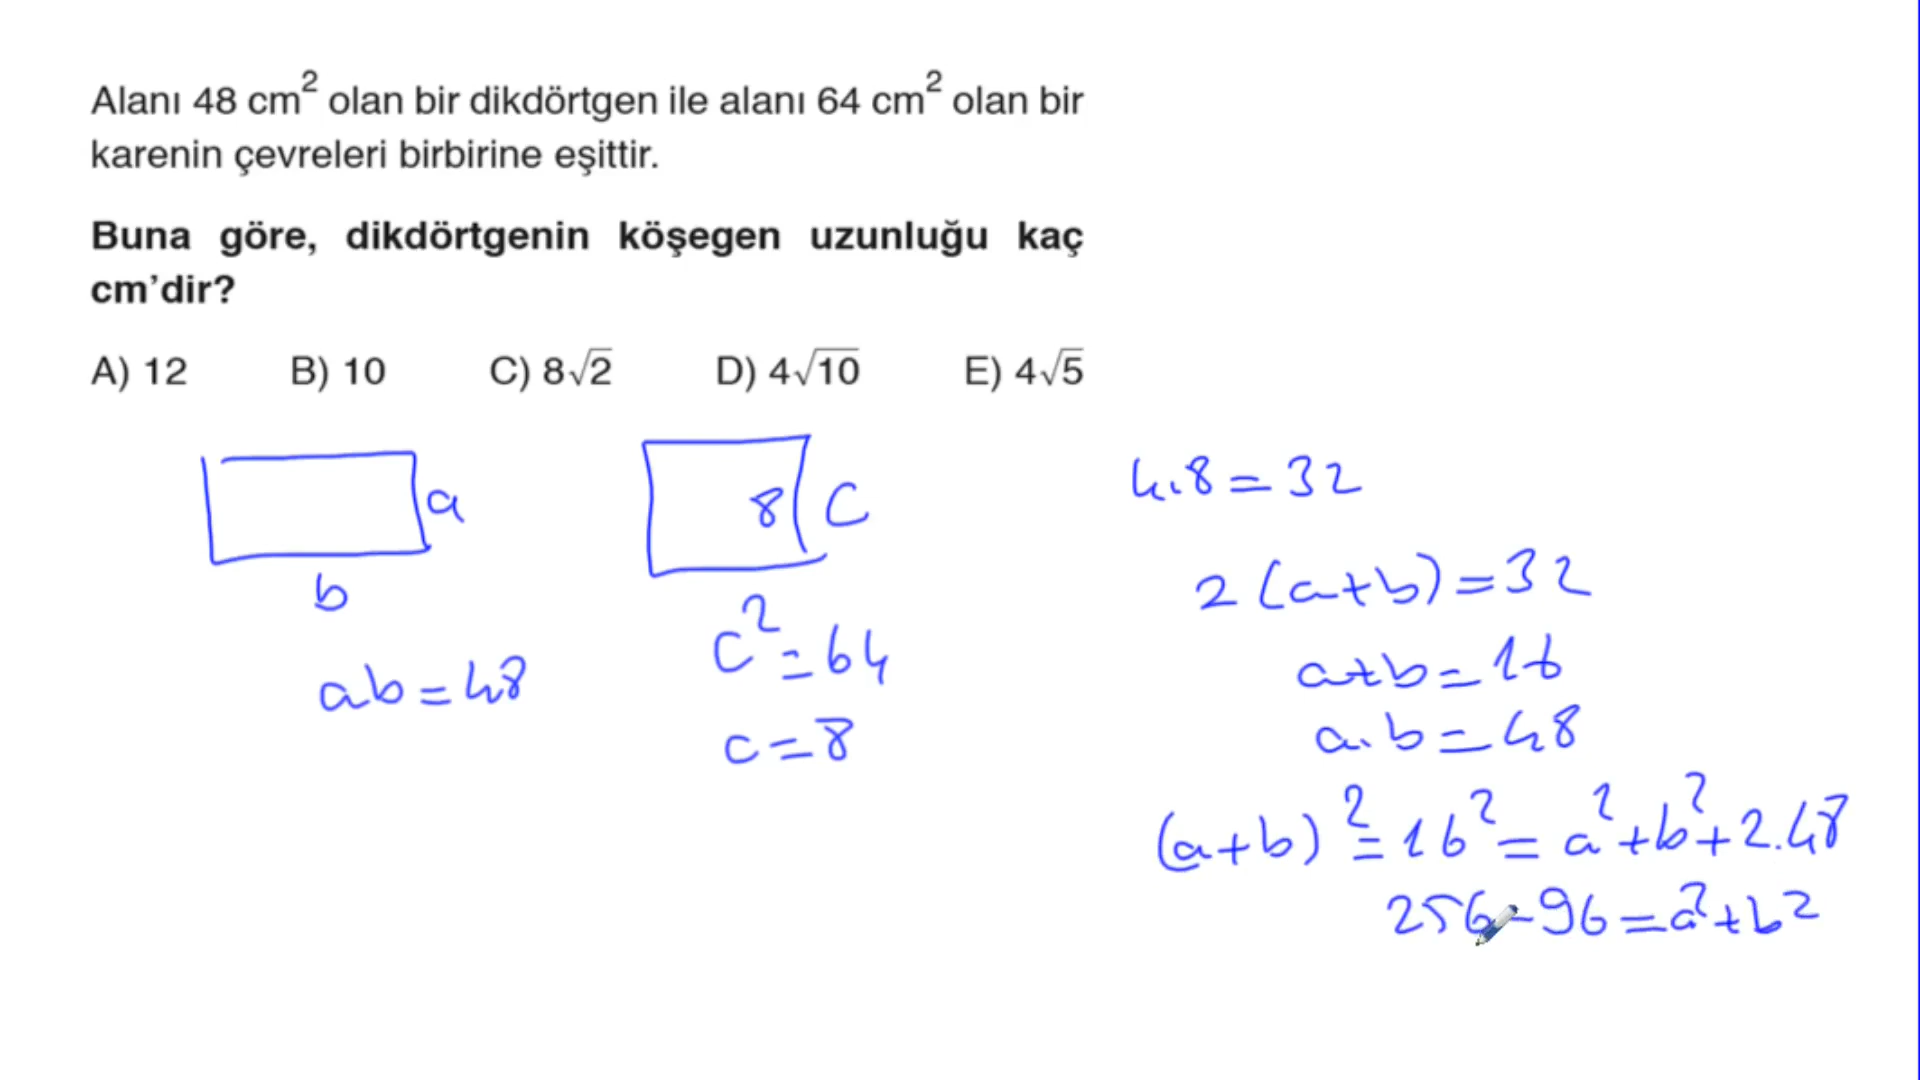 Alanı 48 cm² olan bir dikdörtgen ile alanı 64 cm² olan bir
karenin çevreleri birbirine eşittir.
Buna göre, dikdörtgenin köşegen uzunluğu kaç
cm'dir?
A) 12 B) 10 C) 8√2 D) 4√10 E) 4√5
a
b
ab=48
8 C
c²=64
c=8
4.8=32
2(a+b)=32
a+b=16
a.b=48
(a+b)²=16²=a²+b²+2.48
256-96=a²+b²